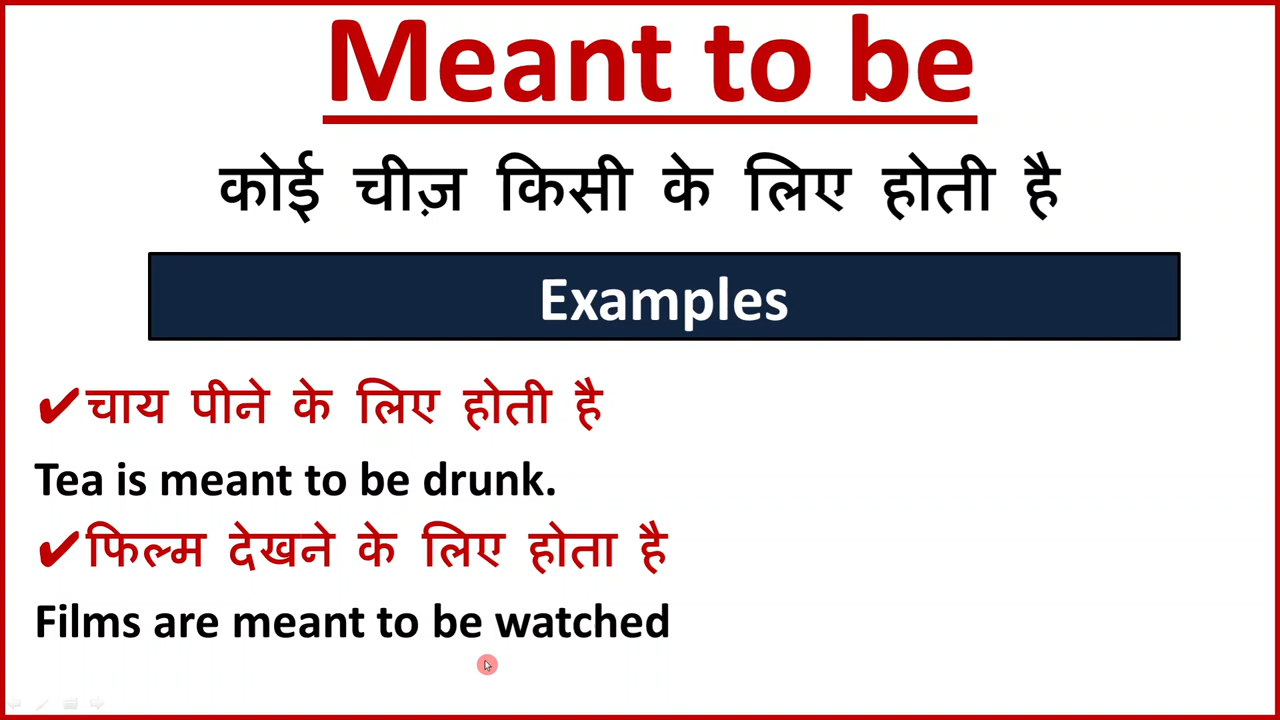 Meant to be
कोई चीज़ किसी के लिए होती है
Examples
✔चाय पीने के लिए होती है
Tea is meant to be drunk.
✔फिल्म देखने के लिए होता है
Films are meant to be watched